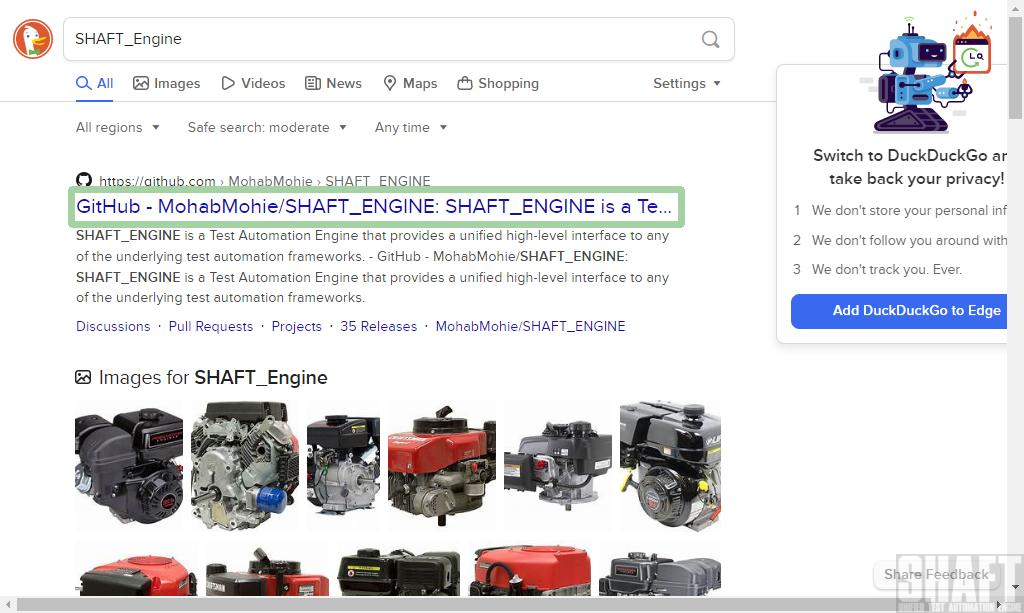 SHAFT_Engine
All Images Videos News Maps Shopping Settings
All regions Safe search: moderate Any time
https://github.com › MohabMohie › SHAFT_ENGINE
GitHub - MohabMohie/SHAFT_ENGINE: SHAFT_ENGINE is a Te...
SHAFT_ENGINE is a Test Automation Engine that provides a unified high-level interface to any
of the underlying test automation frameworks. - GitHub - MohabMohie/SHAFT_ENGINE:
SHAFT_ENGINE is a Test Automation Engine that provides a unified high-level interface to any
of the underlying test automation frameworks.
Discussions · Pull Requests · Projects · 35 Releases · MohabMohie/SHAFT_ENGINE
Images for SHAFT_Engine
Switch to DuckDuckGo an
take back your privacy!
1 We don't store your personal inf
2 We don't follow you around with
3 We don't track you. Ever.
Add DuckDuckGo to Edge
Share Feedback
SHAFT